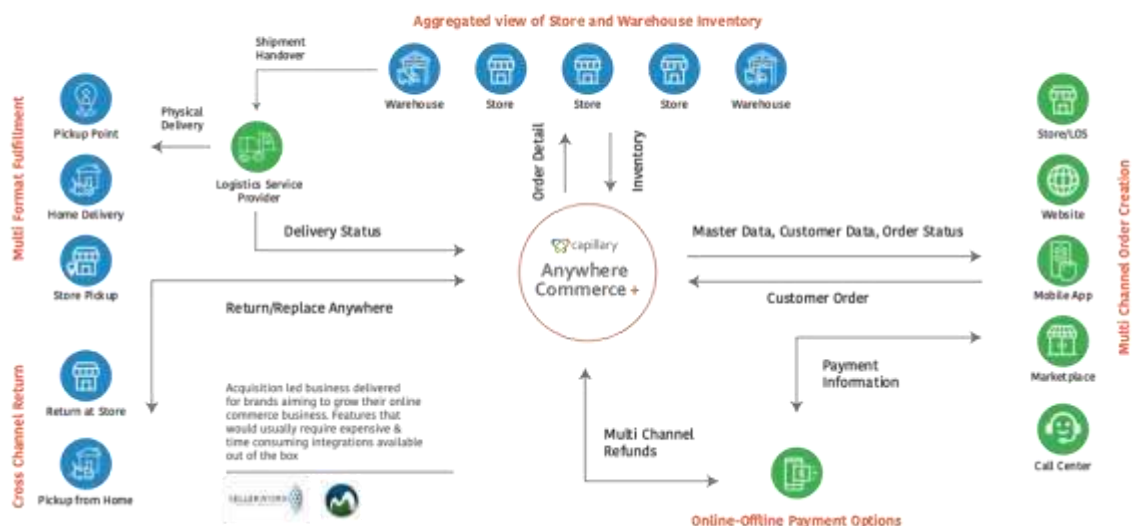 Aggregated view of Store and Warehouse Inventory
Shipment
Handover
Warehouse
Store
Store
Store
Warehouse
Multi Format Fulfillment
Pickup Point
Physical
Delivery
Logistics Service
Provider
Home Delivery
Store Pickup
Order Detail
Inventory
Delivery Status
capillary
Anywhere
Commerce +
Master Data, Customer Data, Order Status
Customer Order
Return/Replace Anywhere
Multi Channel Order Creation
Store/LOS
Website
Mobile App
Marketplace
Call Center
Payment
Information
Cross Channel Return
Return at Store
Pickup from Home
Acquisition led business delivered
for brands aiming to grow their online
commerce business. Features that
would usually require expensive &
time consuming integrations available
out of the box
Multi Channel
Refunds
Online-Offline Payment Options